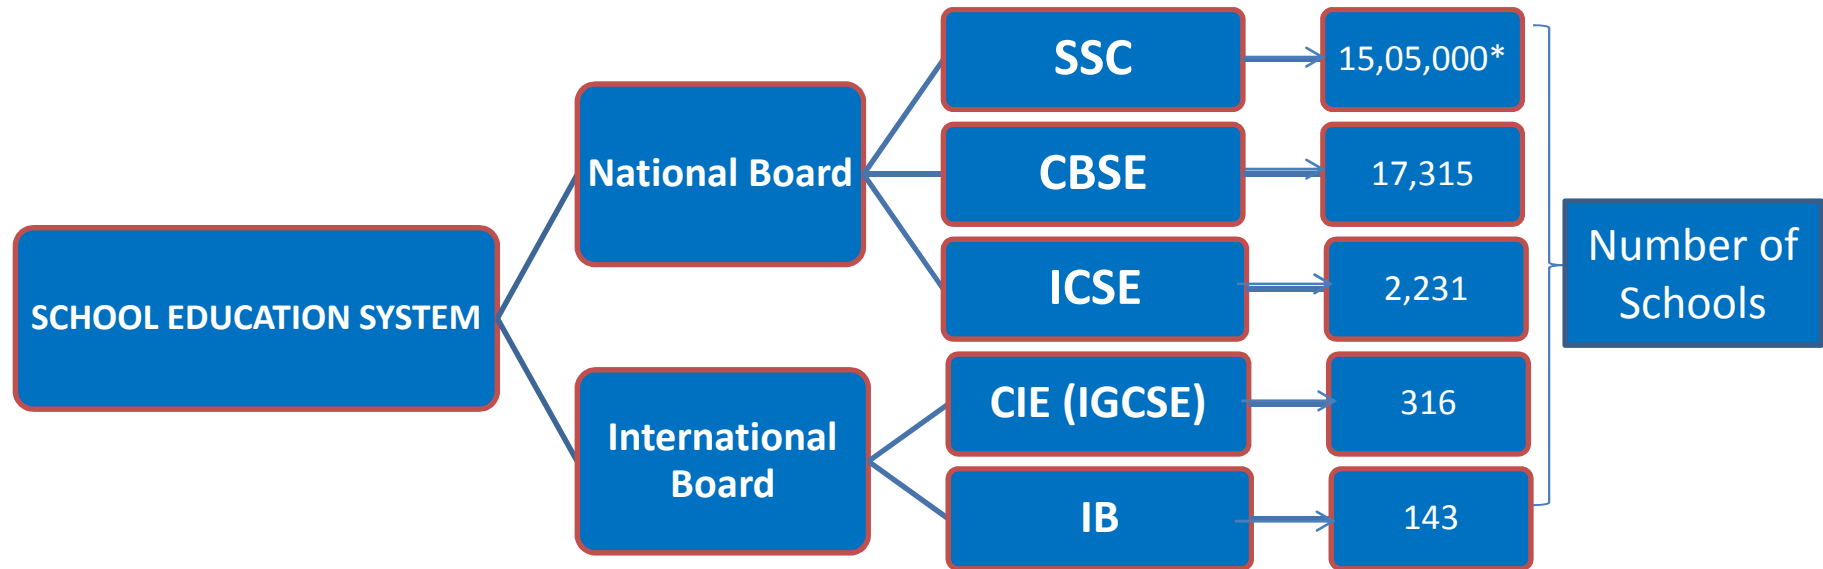 SCHOOL EDUCATION SYSTEM
National Board
SSC
15,05,000*
CBSE
17,315
ICSE
2,231
International
Board
CIE (IGCSE)
316
IB
143
Number of
Schools